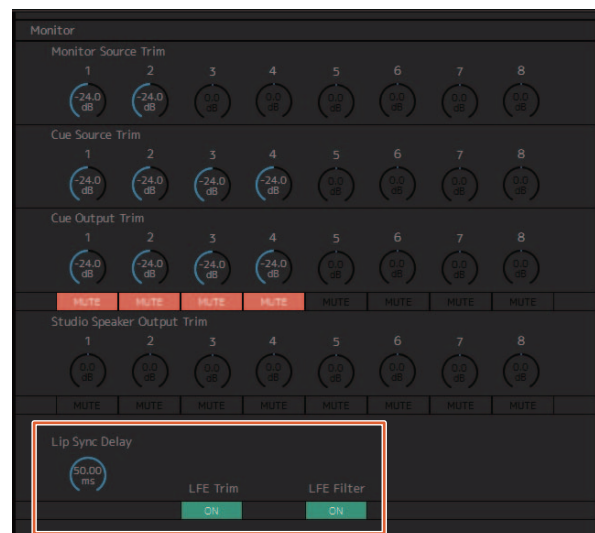 Monitor
Monitor Source Trim
1 2 3 4 5 6 7 8
-24.0 dB -24.0 dB 0.0 dB 0.0 dB 0.0 dB 0.0 dB 0.0 dB 0.0 dB
Cue Source Trim
1 2 3 4 5 6 7 8
-24.0 dB -24.0 dB -24.0 dB -24.0 dB 0.0 dB 0.0 dB 0.0 dB 0.0 dB
Cue Output Trim
1 2 3 4 5 6 7 8
-24.0 dB -24.0 dB -24.0 dB -24.0 dB 0.0 dB 0.0 dB 0.0 dB 0.0 dB
MUTE MUTE MUTE MUTE MUTE MUTE MUTE MUTE
Studio Speaker Output Trim
1 2 3 4 5 6 7 8
0.0 dB 0.0 dB 0.0 dB 0.0 dB 0.0 dB 0.0 dB 0.0 dB 0.0 dB
MUTE MUTE MUTE MUTE MUTE MUTE MUTE MUTE
Lip Sync Delay
50.00 ms
LFE Trim LFE Filter
ON ON